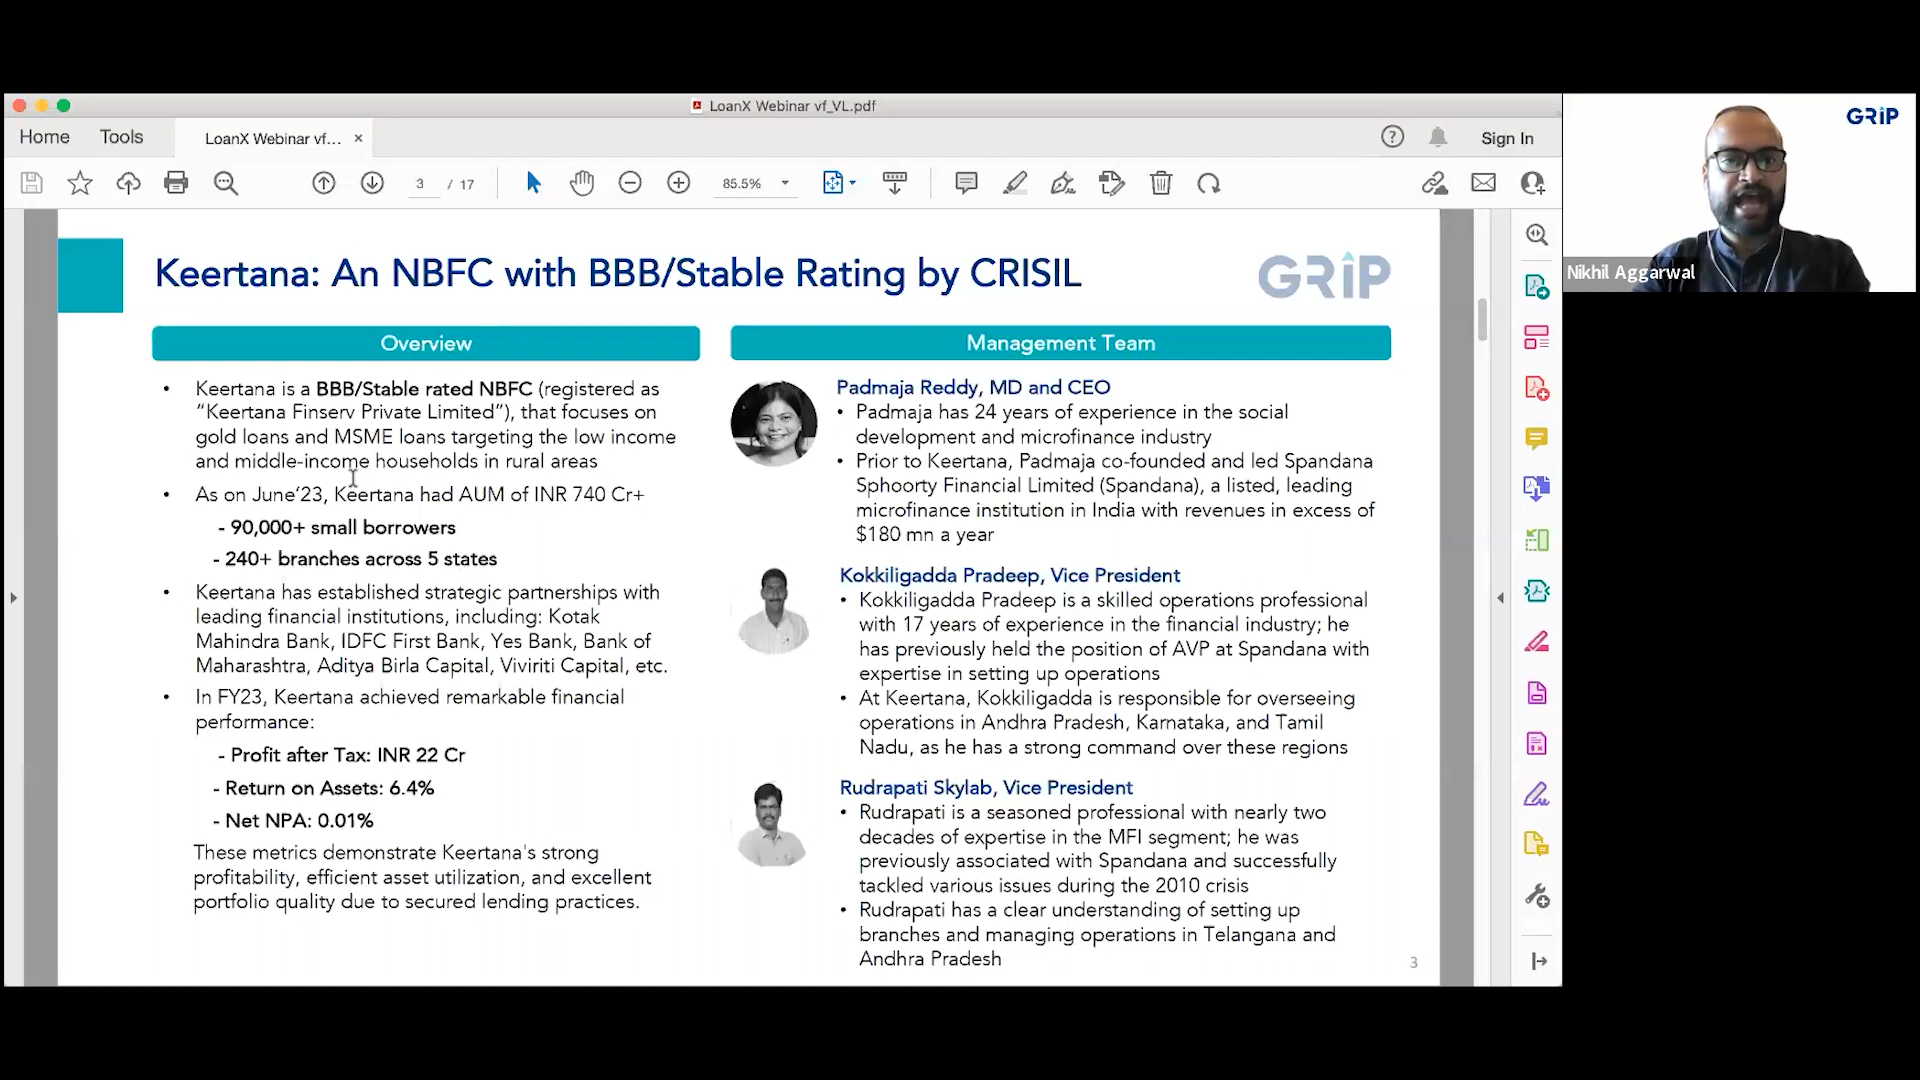 LoanX Webinar vf_VL.pdf
Home
Tools
LoanX Webinar vf...
×
Sign In
3
/ 17
85.5%
GRIP
Nikhil Aggarwal
Keertana: An NBFC with BBB/Stable Rating by CRISIL
GRIP
Overview
• Keertana is a BBB/Stable rated NBFC (registered as
“Keertana Finserv Private Limited”), that focuses on
gold loans and MSME loans targeting the low income
and middle-income households in rural areas
• As on June‘23, Keertana had AUM of INR 740 Cr+
- 90,000+ small borrowers
- 240+ branches across 5 states
• Keertana has established strategic partnerships with
leading financial institutions, including: Kotak
Mahindra Bank, IDFC First Bank, Yes Bank, Bank of
Maharashtra, Aditya Birla Capital, Viviriti Capital, etc.
• In FY23, Keertana achieved remarkable financial
performance:
- Profit after Tax: INR 22 Cr
- Return on Assets: 6.4%
- Net NPA: 0.01%
These metrics demonstrate Keertana's strong
profitability, efficient asset utilization, and excellent
portfolio quality due to secured lending practices.
Management Team
Padmaja Reddy, MD and CEO
• Padmaja has 24 years of experience in the social
development and microfinance industry
• Prior to Keertana, Padmaja co-founded and led Spandana
Sphoorty Financial Limited (Spandana), a listed, leading
microfinance institution in India with revenues in excess of
$180 mn a year
Kokkiligadda Pradeep, Vice President
• Kokkiligadda Pradeep is a skilled operations professional
with 17 years of experience in the financial industry; he
has previously held the position of AVP at Spandana with
expertise in setting up operations
• At Keertana, Kokkiligadda is responsible for overseeing
operations in Andhra Pradesh, Karnataka, and Tamil
Nadu, as he has a strong command over these regions
Rudrapati Skylab, Vice President
• Rudrapati is a seasoned professional with nearly two
decades of expertise in the MFI segment; he was
previously associated with Spandana and successfully
tackled various issues during the 2010 crisis
• Rudrapati has a clear understanding of setting up
branches and managing operations in Telangana and
Andhra Pradesh
3